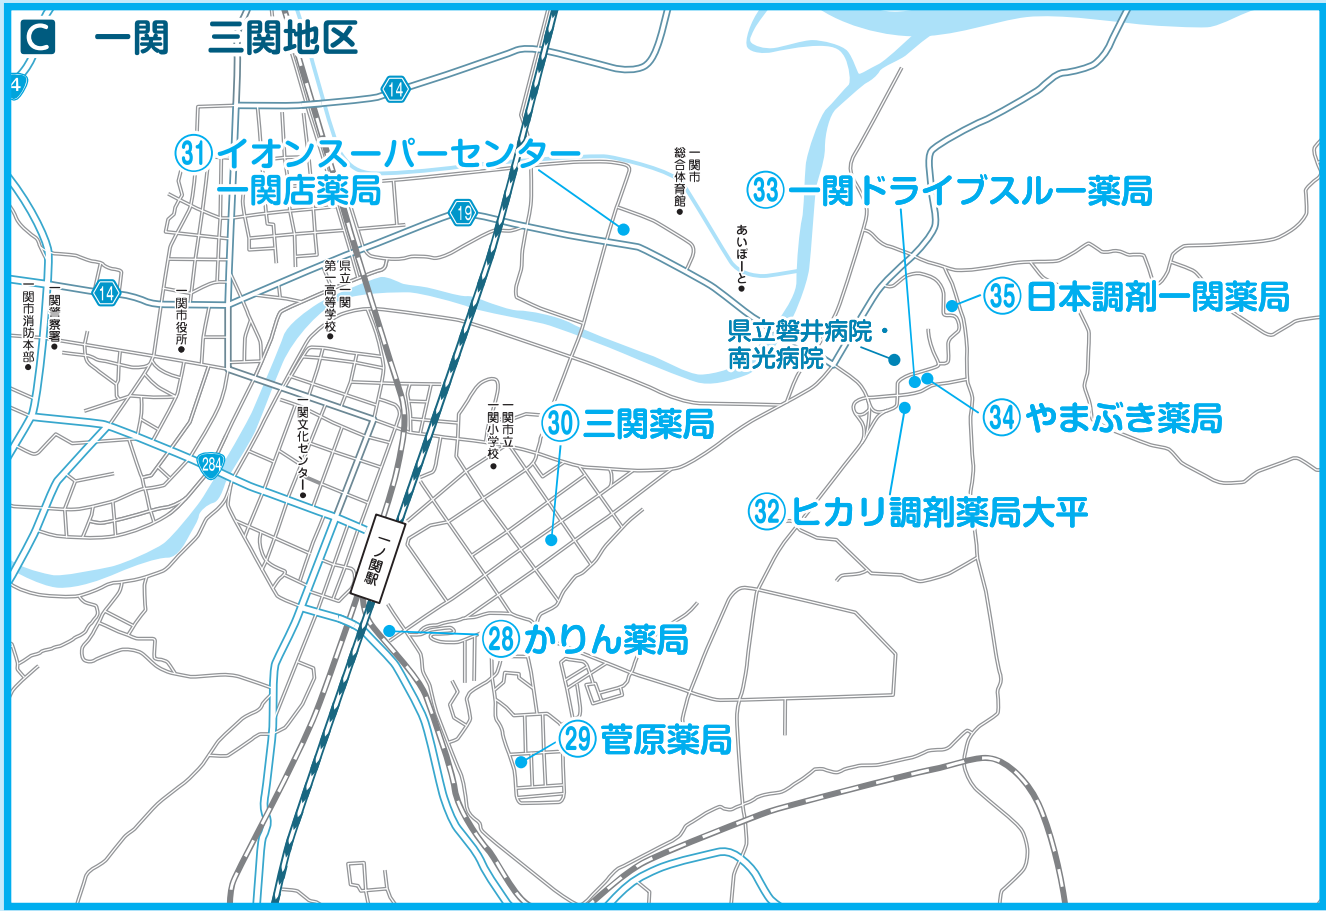 C 一関 三関地区
4
14
㉛イオンスーパーセンター
一関店薬局
一関市
総合体育館
㉝一関ドライブスルー薬局
19
あいぽーと
県立一関
第一高等学校
14
一関市役所
一関警察署
一関市消防本部
㉟日本調剤一関薬局
県立磐井病院・
南光病院
一関文化センター
一関市立
一関小学校
㉚三関薬局
㉞やまぶき薬局
284
㉜ヒカリ調剤薬局大平
一ノ関駅
㉘かりん薬局
㉙菅原薬局